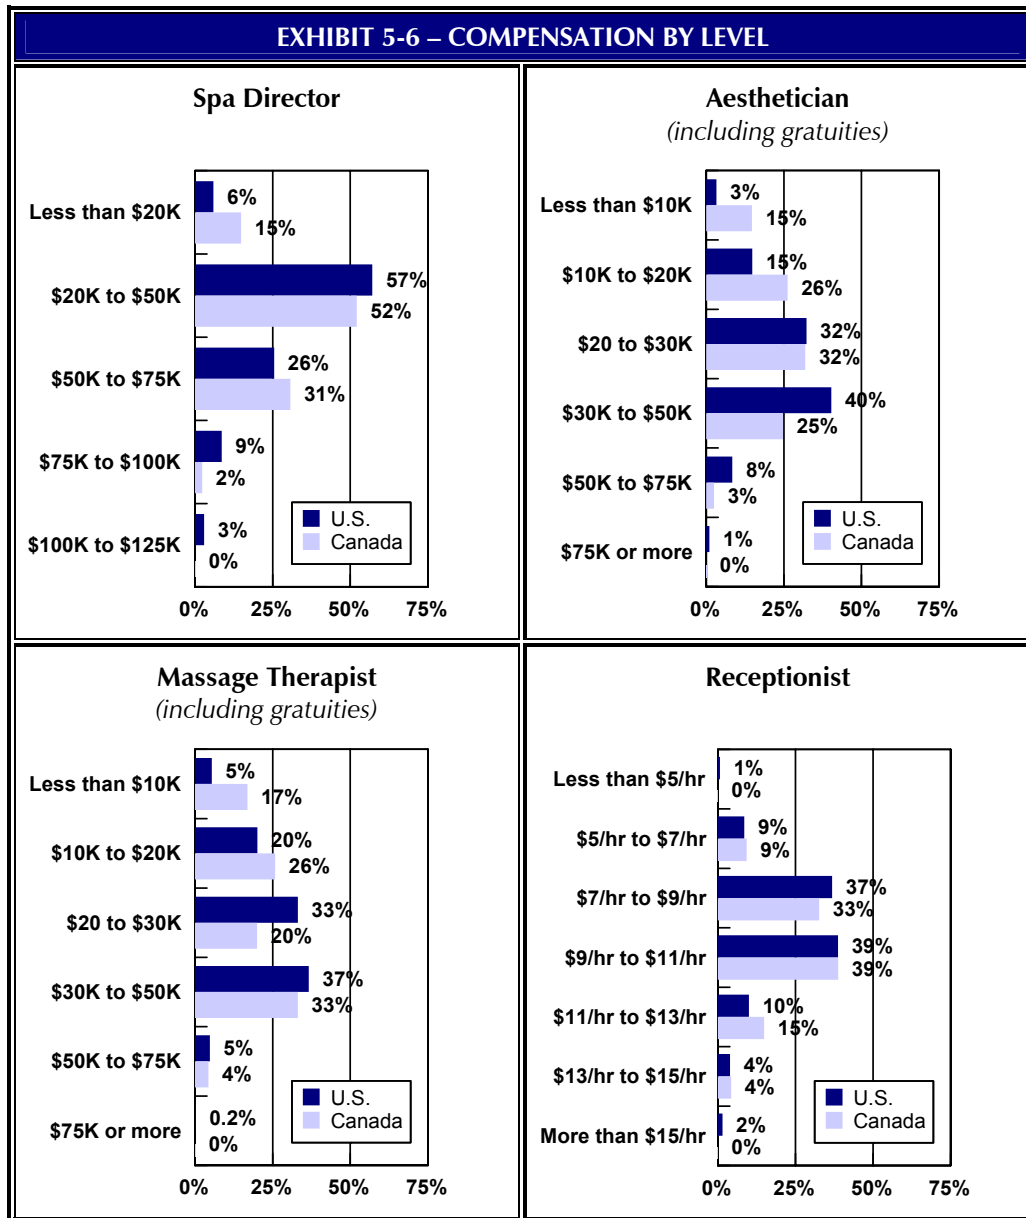 EXHIBIT 5-6 – COMPENSATION BY LEVEL
Spa Director
Less than $20K
6%
15%
$20K to $50K
57%
52%
$50K to $75K
26%
31%
$75K to $100K
9%
2%
$100K to $125K
3%
0%
U.S.
Canada
0% 25% 50% 75%
Aesthetician
(including gratuities)
Less than $10K
3%
15%
$10K to $20K
15%
26%
$20 to $30K
32%
32%
$30K to $50K
40%
25%
$50K to $75K
8%
3%
$75K or more
1%
0%
U.S.
Canada
0% 25% 50% 75%
Massage Therapist
(including gratuities)
Less than $10K
5%
17%
$10K to $20K
20%
26%
$20 to $30K
33%
20%
$30K to $50K
37%
33%
$50K to $75K
5%
4%
$75K or more
0.2%
0%
U.S.
Canada
0% 25% 50% 75%
Receptionist
Less than $5/hr
1%
0%
$5/hr to $7/hr
9%
9%
$7/hr to $9/hr
37%
33%
$9/hr to $11/hr
39%
39%
$11/hr to $13/hr
10%
15%
$13/hr to $15/hr
4%
4%
More than $15/hr
2%
0%
U.S.
Canada
0% 25% 50% 75%